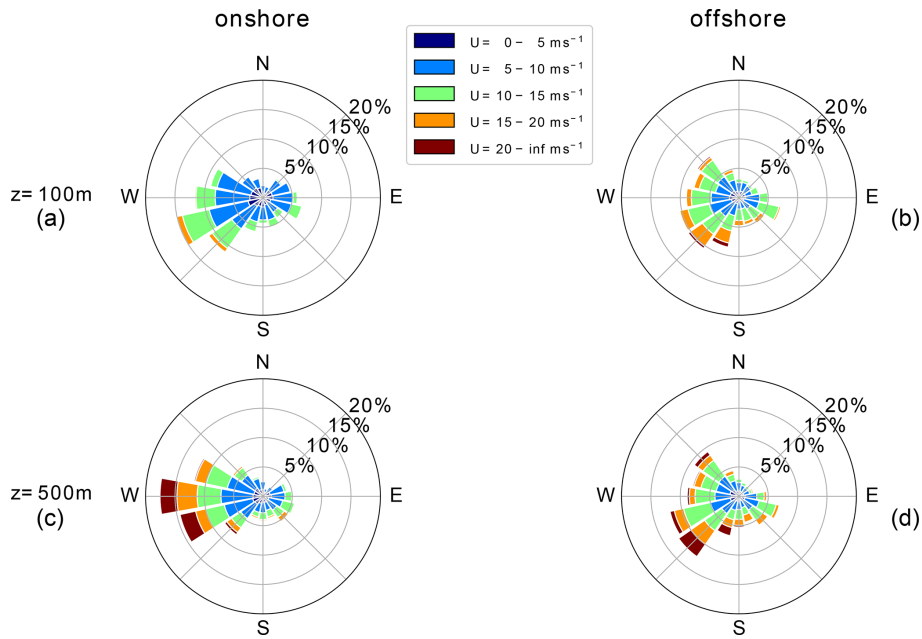 onshore
offshore
U = 0 – 5 ms⁻¹
U = 5 – 10 ms⁻¹
U = 10 – 15 ms⁻¹
U = 15 – 20 ms⁻¹
U = 20 – inf ms⁻¹
N
20%
15%
10%
5%
z= 100m
W
E
(a)
S
N
20%
15%
10%
5%
W
E
(b)
S
N
20%
15%
10%
5%
z= 500m
W
E
(c)
S
N
20%
15%
10%
5%
W
E
(d)
S